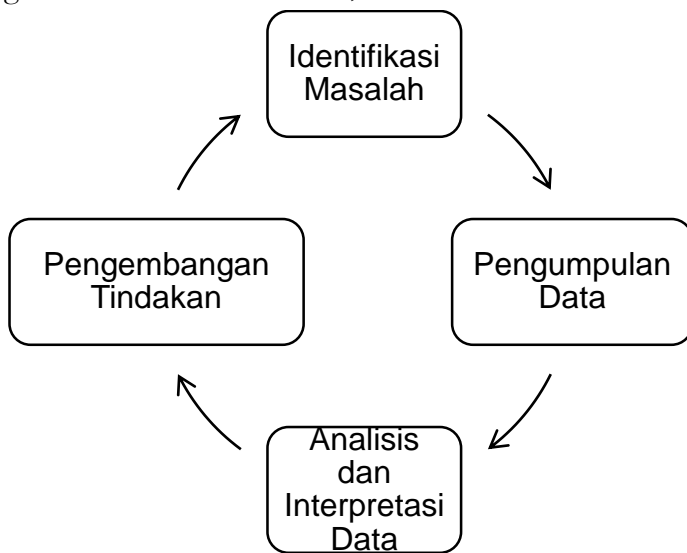 Identifikasi
Masalah
Pengumpulan
Data
Analisis
dan
Interpretasi
Data
Pengembangan
Tindakan